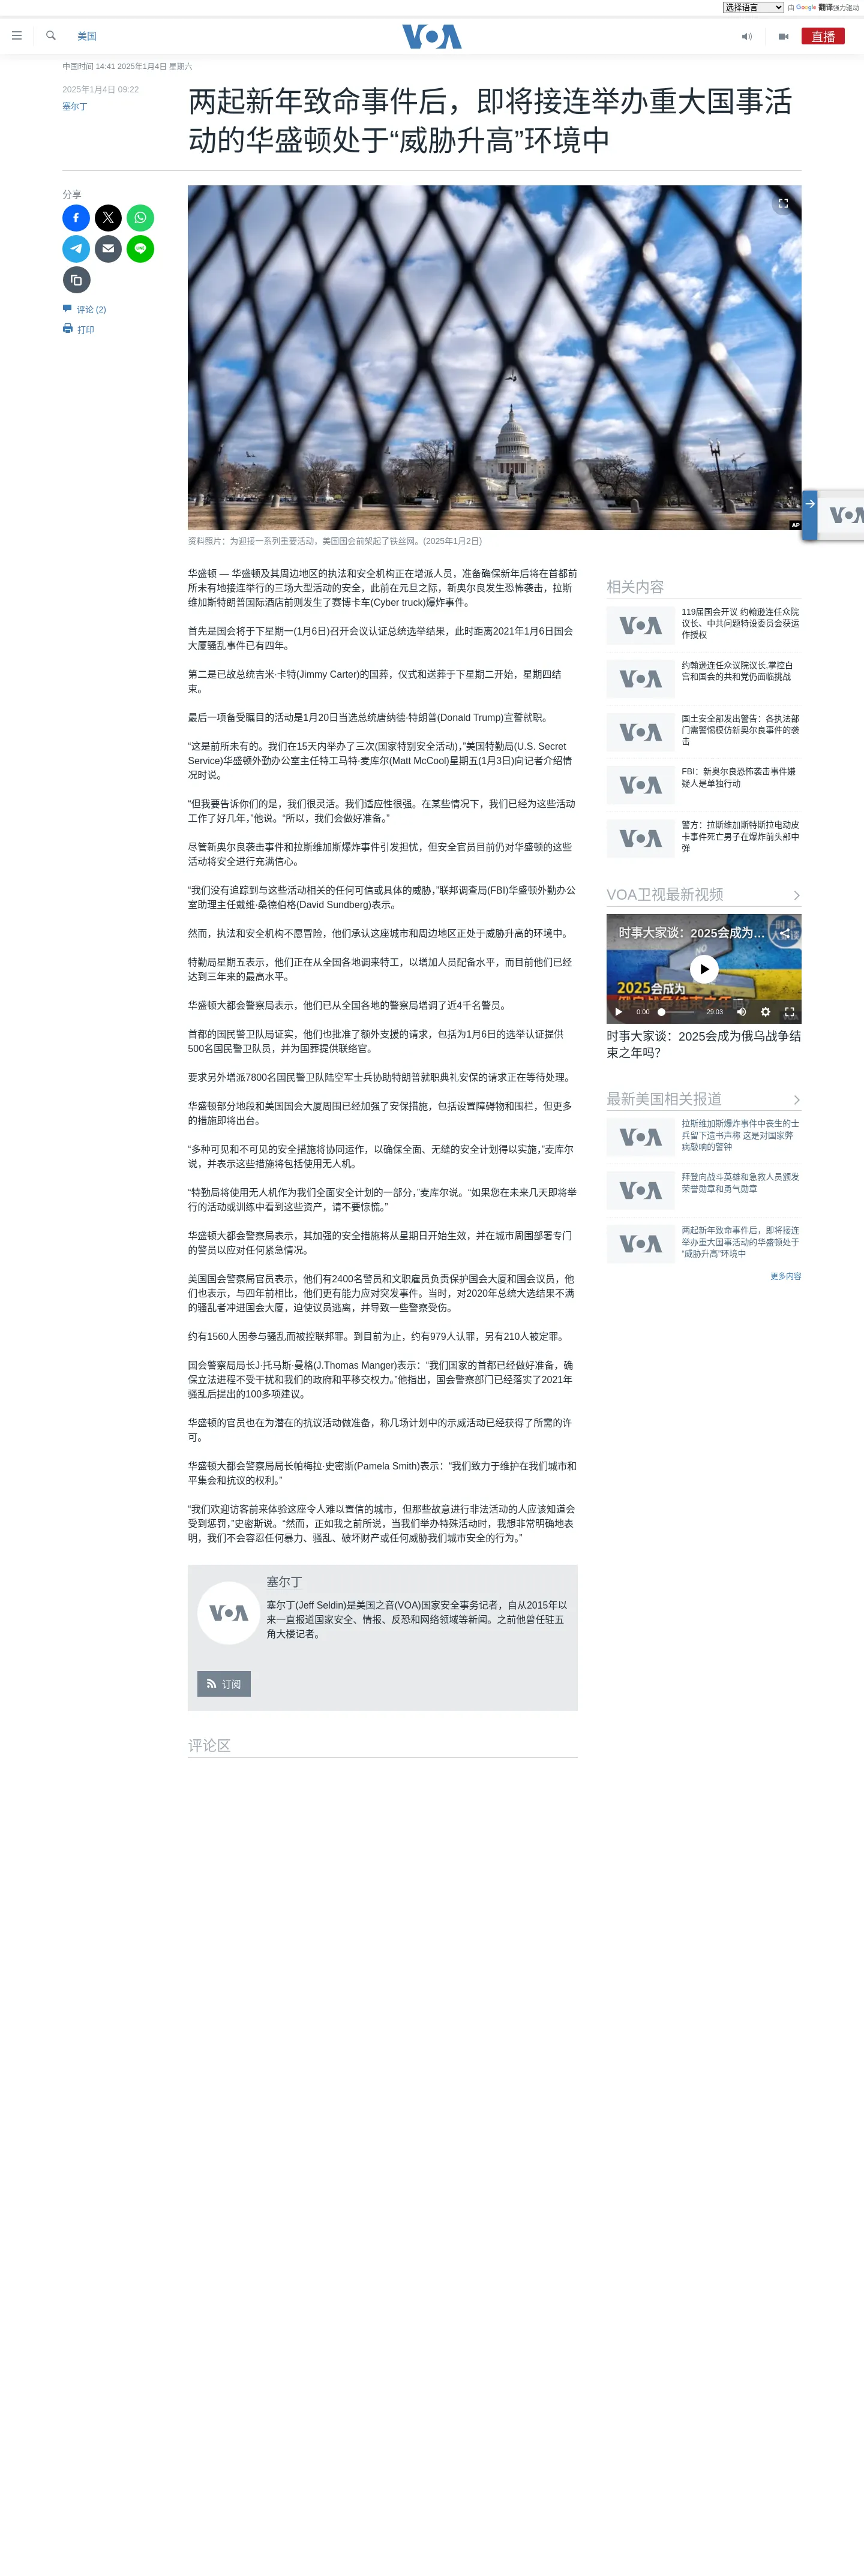 选择语言 由 Google 翻译强力驱动
美国
VOA
直播
中国时间 14:41 2025年1月4日 星期六
2025年1月4日 09:22
塞尔丁
两起新年致命事件后，即将接连举办重大国事活
动的华盛顿处于“威胁升高”环境中
分享
评论 (2)
打印
AP
资料照片：为迎接一系列重要活动，美国国会前架起了铁丝网。(2025年1月2日)
华盛顿 — 华盛顿及其周边地区的执法和安全机构正在增派人员，准备确保新年后将在首都前
所未有地接连举行的三场大型活动的安全，此前在元旦之际，新奥尔良发生恐怖袭击，拉斯
维加斯特朗普国际酒店前则发生了赛博卡车(Cyber truck)爆炸事件。
首先是国会将于下星期一(1月6日)召开会议认证总统选举结果，此时距离2021年1月6日国会
大厦骚乱事件已有四年。
第二是已故总统吉米·卡特(Jimmy Carter)的国葬，仪式和送葬于下星期二开始，星期四结
束。
最后一项备受瞩目的活动是1月20日当选总统唐纳德·特朗普(Donald Trump)宣誓就职。
“这是前所未有的。我们在15天内举办了三次(国家特别安全活动)，”美国特勤局(U.S. Secret
Service)华盛顿外勤办公室主任特工马特·麦库尔(Matt McCool)星期五(1月3日)向记者介绍情
况时说。
“但我要告诉你们的是，我们很灵活。我们适应性很强。在某些情况下，我们已经为这些活动
工作了好几年，”他说。“所以，我们会做好准备。”
尽管新奥尔良袭击事件和拉斯维加斯爆炸事件引发担忧，但安全官员目前仍对华盛顿的这些
活动将安全进行充满信心。
“我们没有追踪到与这些活动相关的任何可信或具体的威胁，”联邦调查局(FBI)华盛顿外勤办公
室助理主任戴维·桑德伯格(David Sundberg)表示。
然而，执法和安全机构不愿冒险，他们承认这座城市和周边地区正处于威胁升高的环境中。
特勤局星期五表示，他们正在从全国各地调来特工，以增加人员配备水平，而目前他们已经
达到三年来的最高水平。
华盛顿大都会警察局表示，他们已从全国各地的警察局增调了近4千名警员。
首都的国民警卫队局证实，他们也批准了额外支援的请求，包括为1月6日的选举认证提供
500名国民警卫队员，并为国葬提供联络官。
要求另外增派7800名国民警卫队陆空军士兵协助特朗普就职典礼安保的请求正在等待处理。
华盛顿部分地段和美国国会大厦周围已经加强了安保措施，包括设置障碍物和围栏，但更多
的措施即将出台。
“多种可见和不可见的安全措施将协同运作，以确保全面、无缝的安全计划得以实施，”麦库尔
说，并表示这些措施将包括使用无人机。
“特勤局将使用无人机作为我们全面安全计划的一部分，”麦库尔说。“如果您在未来几天即将举
行的活动或训练中看到这些资产，请不要惊慌。”
华盛顿大都会警察局表示，其加强的安全措施将从星期日开始生效，并在城市周围部署专门
的警员以应对任何紧急情况。
美国国会警察局官员表示，他们有2400名警员和文职雇员负责保护国会大厦和国会议员，他
们也表示，与四年前相比，他们更有能力应对突发事件。当时，对2020年总统大选结果不满
的骚乱者冲进国会大厦，迫使议员逃离，并导致一些警察受伤。
约有1560人因参与骚乱而被控联邦罪。到目前为止，约有979人认罪，另有210人被定罪。
国会警察局局长J·托马斯·曼格(J.Thomas Manger)表示：“我们国家的首都已经做好准备，确
保立法进程不受干扰和我们的政府和平移交权力。”他指出，国会警察部门已经落实了2021年
骚乱后提出的100多项建议。
华盛顿的官员也在为潜在的抗议活动做准备，称几场计划中的示威活动已经获得了所需的许
可。
华盛顿大都会警察局局长帕梅拉·史密斯(Pamela Smith)表示：“我们致力于维护在我们城市和
平集会和抗议的权利。”
“我们欢迎访客前来体验这座令人难以置信的城市，但那些故意进行非法活动的人应该知道会
受到惩罚，”史密斯说。“然而，正如我之前所说，当我们举办特殊活动时，我想非常明确地表
明，我们不会容忍任何暴力、骚乱、破坏财产或任何威胁我们城市安全的行为。”
VOA
塞尔丁
塞尔丁(Jeff Seldin)是美国之音(VOA)国家安全事务记者，自从2015年以
来一直报道国家安全、情报、反恐和网络领域等新闻。之前他曾任驻五
角大楼记者。
订阅
评论区
相关内容
VOA
119届国会开议 约翰逊连任众院
议长、中共问题特设委员会获运
作授权
VOA
约翰逊连任众议院议长,掌控白
宫和国会的共和党仍面临挑战
VOA
国土安全部发出警告：各执法部
门需警惕模仿新奥尔良事件的袭
击
VOA
FBI：新奥尔良恐怖袭击事件嫌
疑人是单独行动
VOA
警方：拉斯维加斯特斯拉电动皮
卡事件死亡男子在爆炸前头部中
弹
VOA卫视最新视频
时事大家谈：2025会成为…
2025会成为
俄乌战争结束之年吗?
0:00 29:03
时事大家谈：2025会成为俄乌战争结
束之年吗？
最新美国相关报道
VOA
拉斯维加斯爆炸事件中丧生的士
兵留下遗书声称 这是对国家弊
病敲响的警钟
VOA
拜登向战斗英雄和急救人员颁发
荣誉勋章和勇气勋章
VOA
两起新年致命事件后，即将接连
举办重大国事活动的华盛顿处于
“威胁升高”环境中
更多内容
VOA